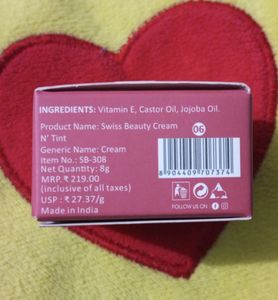 INGREDIENTS: Vitamin E, Castor Oil, Jojoba Oil.
Product Name: Swiss Beauty Cream
N' Tint
06
Generic Name: Cream
Item No.: SB-308
Net Quantity: 8g
MRP.₹ 219.00
(inclusive of all taxes)
USP : ₹ 27.37/g
Made in India
8 904409 707374
FOLLOW US ON